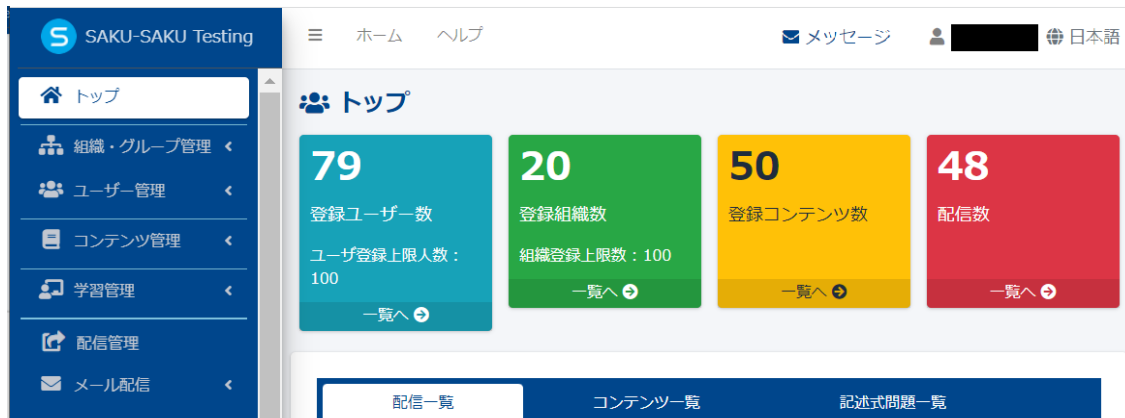 S SAKU-SAKU Testing
ホーム ヘルプ
メッセージ
日本語
トップ
組織・グループ管理
ユーザー管理
コンテンツ管理
学習管理
配信管理
メール配信
トップ
79
登録ユーザー数
ユーザ登録上限人数：
100
一覧へ
20
登録組織数
組織登録上限数：100
一覧へ
50
登録コンテンツ数
一覧へ
48
配信数
一覧へ
配信一覧 コンテンツ一覧 記述式問題一覧